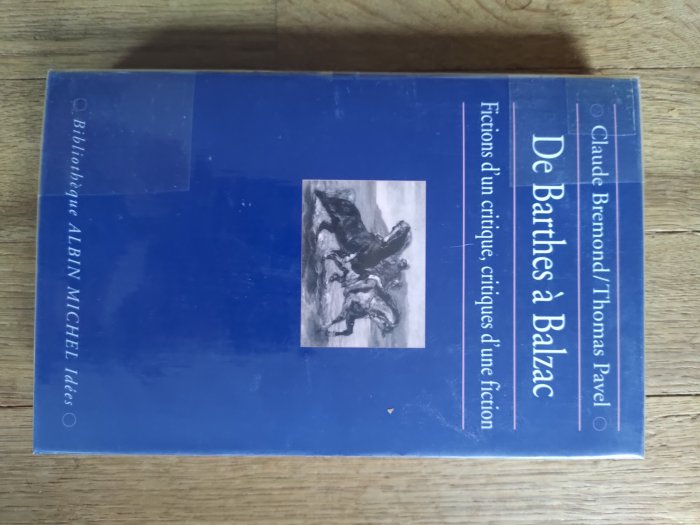 Claude Bremond/Thomas Pavel
De Barthes à Balzac
Fictions d'un critique, critiques d'une fiction
Bibliothèque ALBIN MICHEL Idées